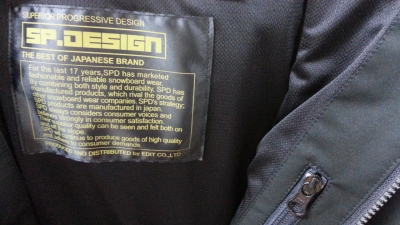 SUPERIOR PROGRESSIVE DESIGN
SP.DESIGN
THE BEST OF JAPANESE BRAND
For the last 17 years, SPD has marketed
fashionable and reliable snowboard wear
by combining both style and durability. SPD has
manufactured products, which rival the goods of
snowboard wear companies. SPD's strategy;
products are manufactured in japan
considers consumer voices and
strongly in consumer satisfaction.
quality can be seen and felt both on
to produce goods of high quality
consumer demands.
AND DISTRIBUTED by EDIT CO.,LTD